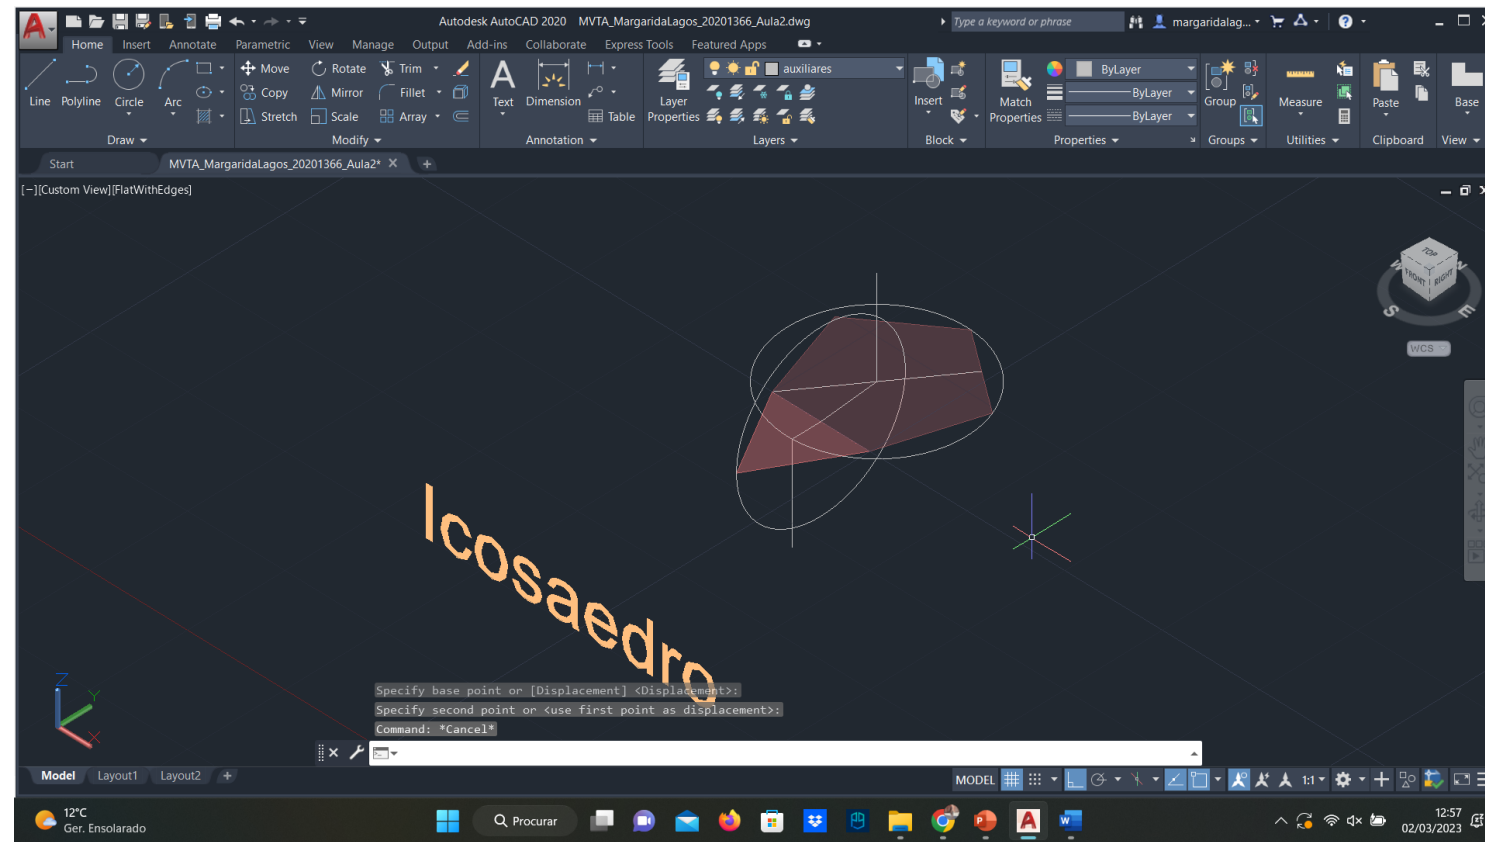 Autodesk AutoCAD 2020 MVTA_MargaridaLagos_20201366_Aula2.dwg
Type a keyword or phrase
margaridalag...
Home Insert Annotate Parametric View Manage Output Add-ins Collaborate Express Tools Featured Apps
Move Rotate Trim auxiliares ByLayer
Copy Mirror Fillet ByLayer
Line Polyline Circle Arc Text Dimension Layer Properties Insert Match Properties Group Measure Paste Base
Stretch Scale Array Table ByLayer
Draw Modify Annotation Layers Block Properties Groups Utilities Clipboard View
Start MVTA_MargaridaLagos_20201366_Aula2* +
[−][Custom View][FlatWithEdges]
TOP
FRONT RIGHT
W N
S E
WCS
Icosaedro
Z
Y
X
Specify base point or [Displacement] <Displacement>:
Specify second point or <use first point as displacement>:
Command: *Cancel*
Model Layout1 Layout2 +
MODEL 1:1
12°C
Ger. Ensolarado
Procurar
12:57
02/03/2023